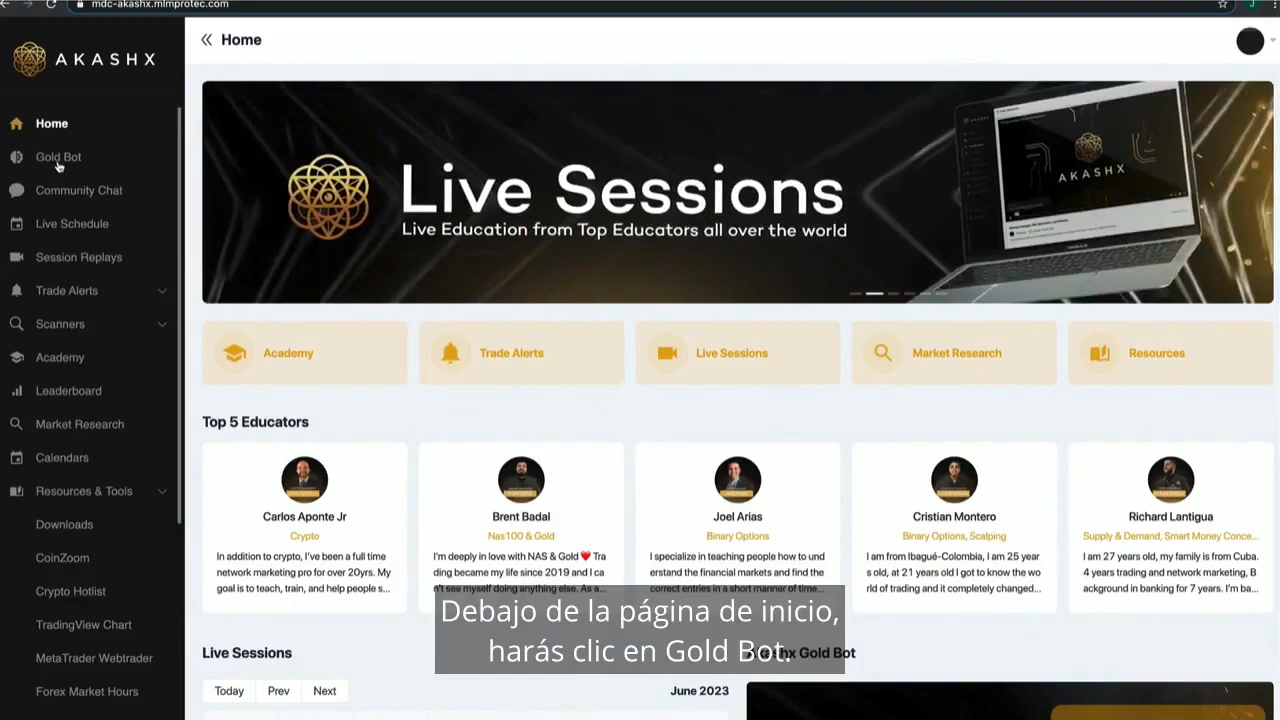 mdc-akashx.mlmprotec.com
J
AKASHX
Home
Gold Bot
Community Chat
Live Schedule
Session Replays
Trade Alerts
Scanners
Academy
Leaderboard
Market Research
Calendars
Resources & Tools
Downloads
CoinZoom
Crypto Hotlist
TradingView Chart
MetaTrader Webtrader
Forex Market Hours
Home
Live Sessions
Live Education from Top Educators all over the world
AKASHX
Academy
Trade Alerts
Live Sessions
Market Research
Resources
Top 5 Educators
Carlos Aponte Jr
Crypto
In addition to crypto, I've been a full time
network marketing pro for over 20yrs. My
goal is to teach, train, and help people s...
Brent Badal
Nas100 & Gold
I'm deeply in love with NAS & Gold ❤️ Tra
ding became my life since 2019 and I ca
n't see myself doing anything else. As a...
Joel Arias
Binary Options
I specialize in teaching people how to und
erstand the financial markets and find the
correct entries in a short manner of time...
Cristian Montero
Binary Options, Scalping
I am from Ibagué-Colombia, I am 25 year
s old, at 21 years old I got to know the wo
rld of trading and it completely changed...
Richard Lantigua
Supply & Demand, Smart Money Conce...
I am 27 years old, my family is from Cuba.
4 years trading and network marketing, B
ackground in banking for 7 years. I'm ba...
Debajo de la página de inicio,
harás clic en Gold Bot.
Live Sessions
Today
Prev
Next
June 2023
Akashx Gold Bot